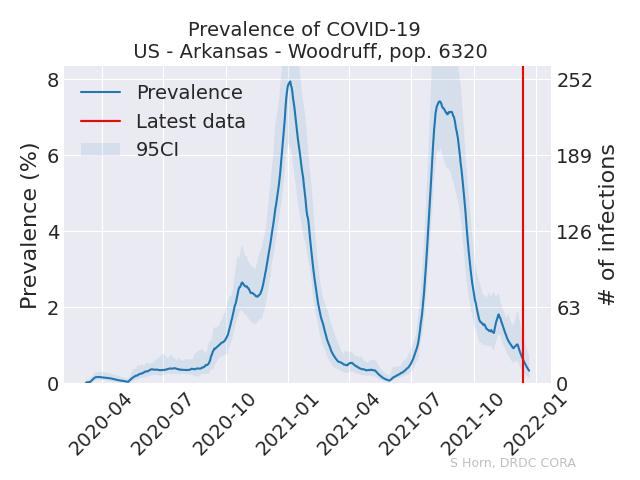 Prevalence of COVID-19
US - Arkansas - Woodruff, pop. 6320
Prevalence
Latest data
95CI
Prevalence (%)
8
6
4
2
0
252
189
126
63
0
# of infections
2020-04
2020-07
2020-10
2021-01
2021-04
2021-07
2021-10
2022-01
S Horn, DRDC CORA